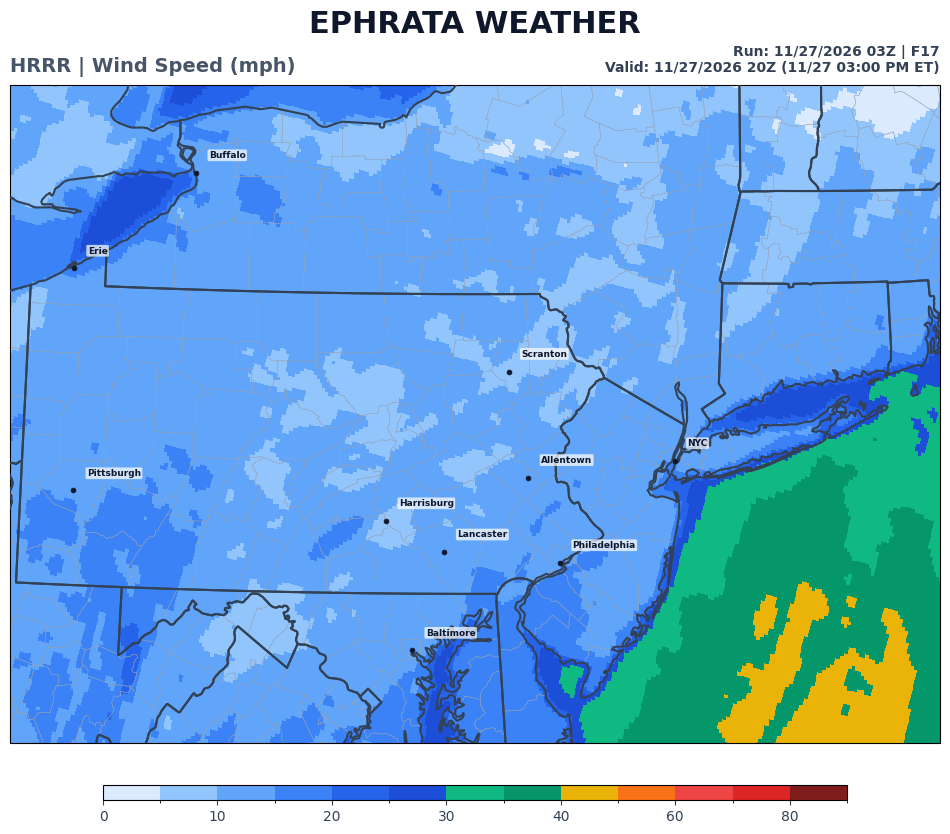 EPHRATA WEATHER
HRRR | Wind Speed (mph)
Run: 11/27/2026 03Z | F17
Valid: 11/27/2026 20Z (11/27 03:00 PM ET)
Buffalo
Erie
Scranton
NYC
Allentown
Pittsburgh
Harrisburg
Lancaster
Philadelphia
Baltimore
0 10 20 30 40 50 60 70 80